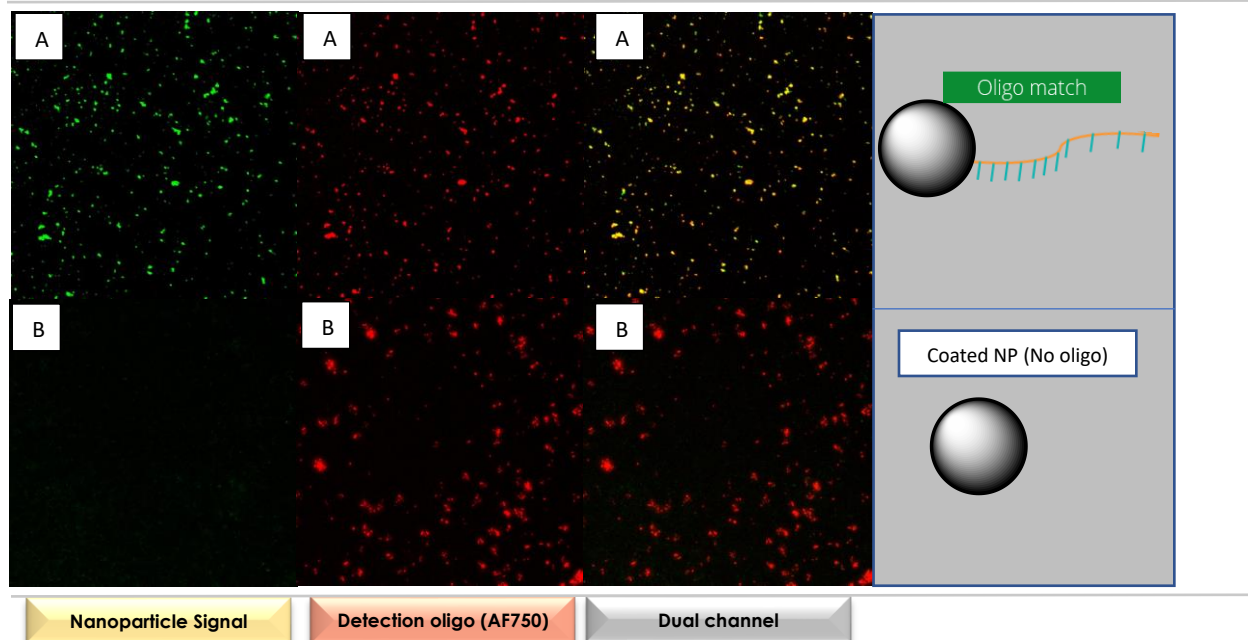 A
A
A
Oligo match
B
B
B
Coated NP (No oligo)
Nanoparticle Signal
Detection oligo (AF750)
Dual channel